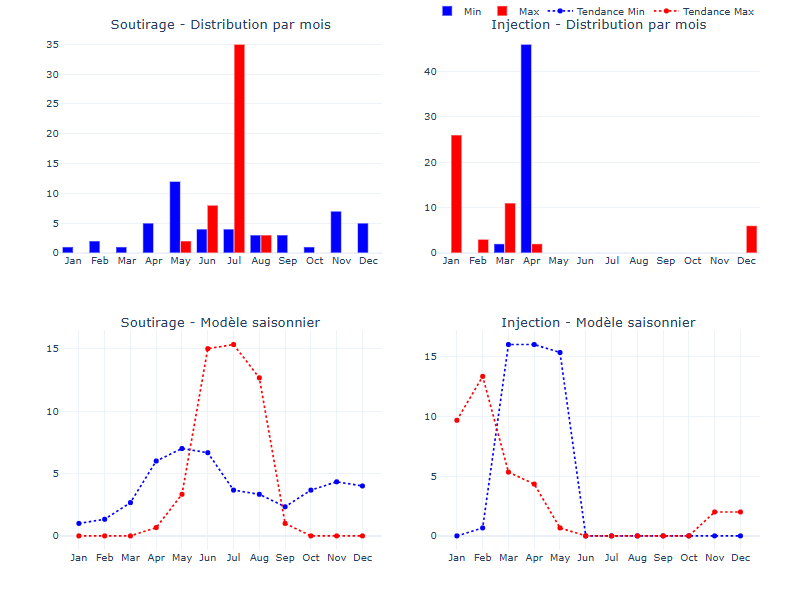 Min Max Tendance Min Tendance Max
Soutirage - Distribution par mois
35
30
25
20
15
10
5
0
Jan Feb Mar Apr May Jun Jul Aug Sep Oct Nov Dec
Injection - Distribution par mois
40
30
20
10
0
Jan Feb Mar Apr May Jun Jul Aug Sep Oct Nov Dec
Soutirage - Modèle saisonnier
15
10
5
0
Jan Feb Mar Apr May Jun Jul Aug Sep Oct Nov Dec
Injection - Modèle saisonnier
15
10
5
0
Jan Feb Mar Apr May Jun Jul Aug Sep Oct Nov Dec